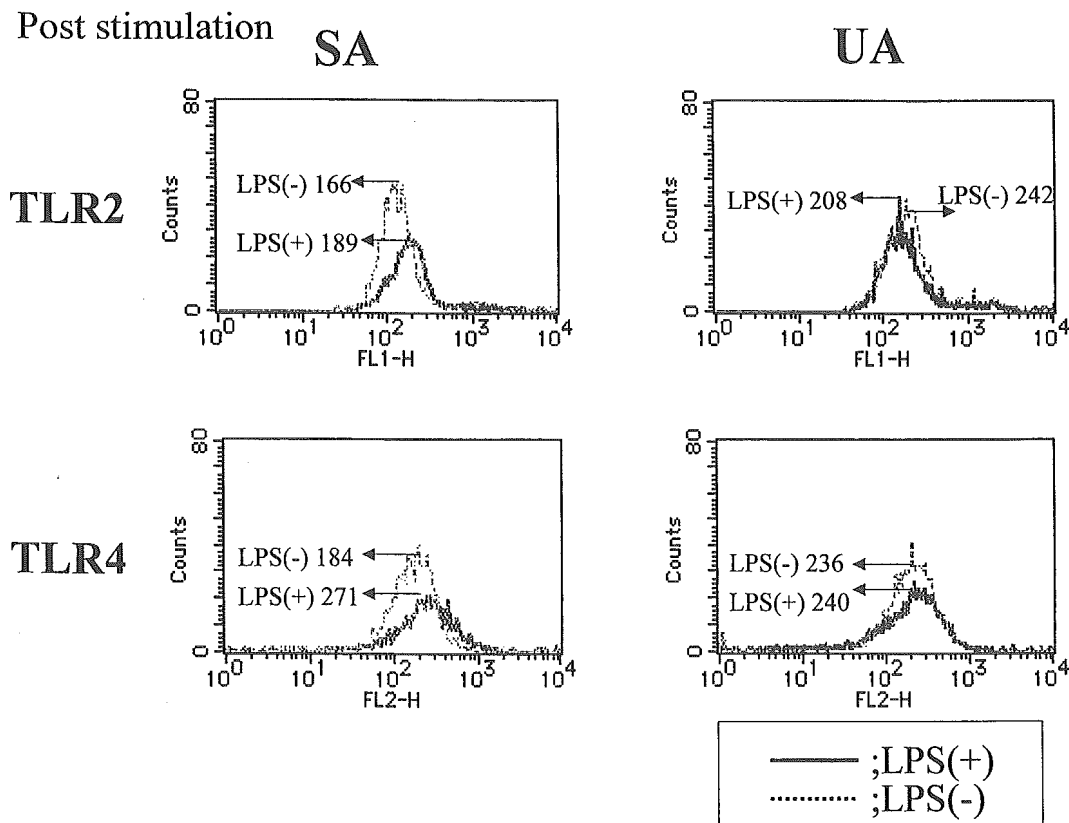 Post stimulation
SA
UA
TLR2
80
Counts
0
LPS(-) 166
LPS(+) 189
10^0 10^1 10^2 10^3 10^4
FL1-H
80
Counts
0
LPS(+) 208
LPS(-) 242
10^0 10^1 10^2 10^3 10^4
FL1-H
TLR4
80
Counts
0
LPS(-) 184
LPS(+) 271
10^0 10^1 10^2 10^3 10^4
FL2-H
80
Counts
0
LPS(-) 236
LPS(+) 240
10^0 10^1 10^2 10^3 10^4
FL2-H
;LPS(+)
;LPS(-)